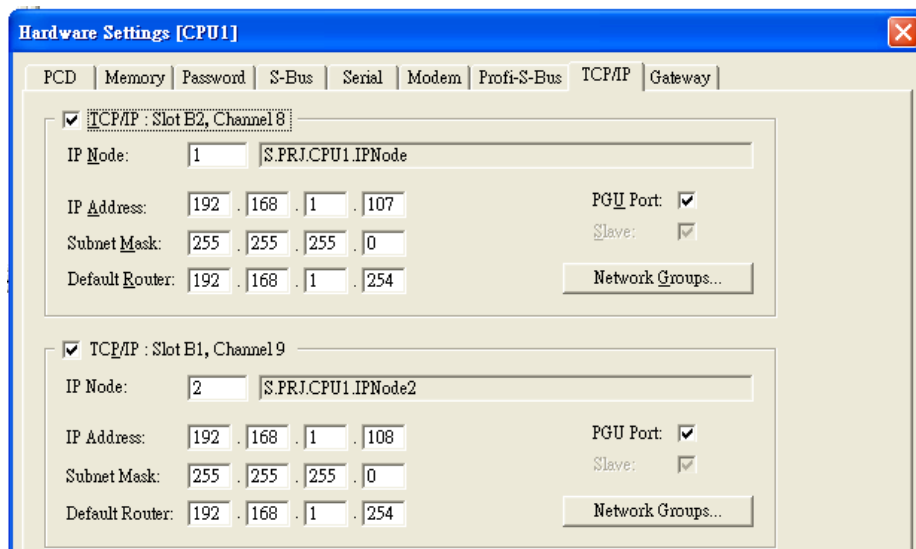 Hardware Settings [CPU1]
PCD Memory Password S-Bus Serial Modem Profi-S-Bus TCP/IP Gateway
TCP/IP : Slot B2, Channel 8
IP Node: 1 S.PRJ.CPU1.IPNode
IP Address: 192 . 168 . 1 . 107 PGU Port:
Subnet Mask: 255 . 255 . 255 . 0 Slave:
Default Router: 192 . 168 . 1 . 254 Network Groups...
TCP/IP : Slot B1, Channel 9
IP Node: 2 S.PRJ.CPU1.IPNode2
IP Address: 192 . 168 . 1 . 108 PGU Port:
Subnet Mask: 255 . 255 . 255 . 0 Slave:
Default Router: 192 . 168 . 1 . 254 Network Groups...